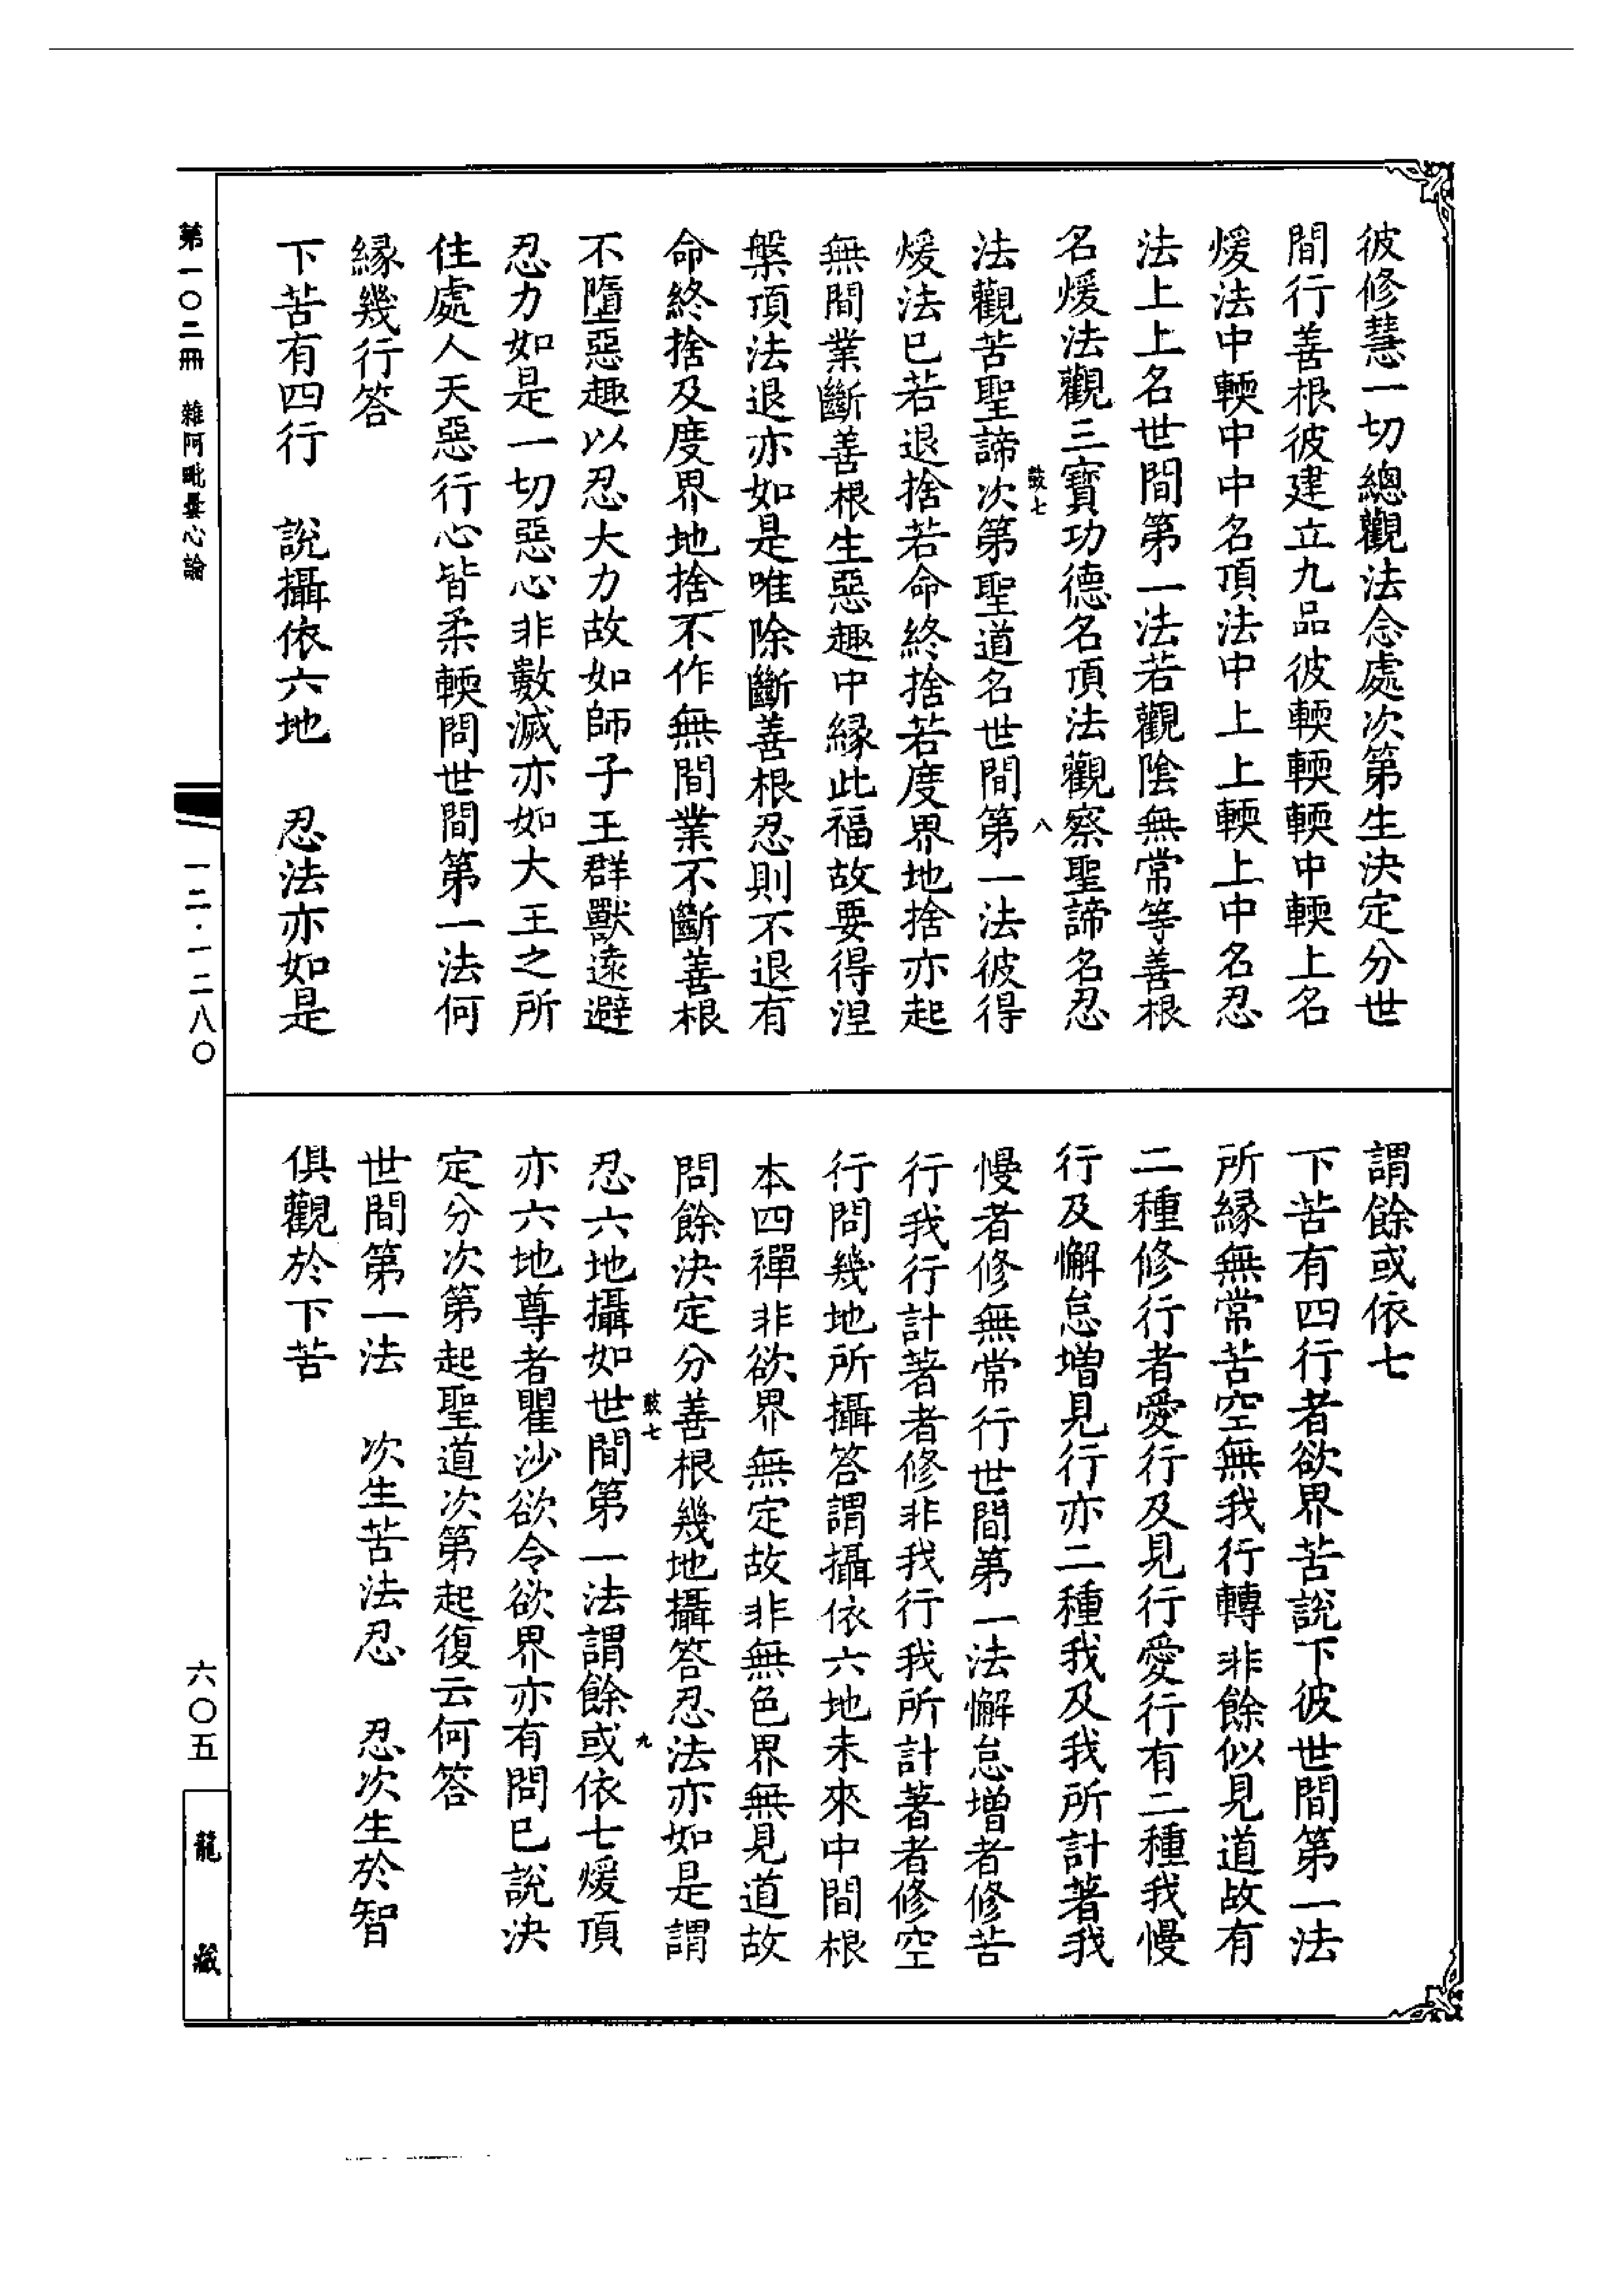 彼修慧一切總觀法念處次第生決定分世
間行善根彼建立九品彼輭輭輭中輭上名
煖法中輭中中名頂法中上上輭上中名忍
法上上名世間第一法若觀陰無常等善根
名煖法觀三寶功德名頂法觀察聖諦名忍
鼓七
八
法觀苦聖諦次第聖道名世間第一法彼得
煖法已若退捨若命終捨若度界地捨亦起
無間業斷善根生惡趣中緣此福故要得涅
槃頂法退亦如是唯除斷善根忍則不退有
命終捨及度界地捨不作無間業不斷善根
不墮惡趣以忍大力故如師子王群獸遠避
忍力如是一切惡心非數滅亦如大王之所
住處人天惡行心皆柔輭問世間第一法何
緣幾行答
下苦有四行　說攝依六地　忍法亦如是
謂餘或依七
下苦有四行者欲界苦說下彼世間第一法
所緣無常苦空無我行轉非餘似見道故有
二種修行者愛行及見行愛行有二種我慢
行及懈怠增見行亦二種我及我所計著我
慢者修無常行世間第一法懈怠增者修苦
行我行計著者修非我行我所計著者修空
行問幾地所攝答謂攝依六地未來中間根
本四禪非欲界無定故非無色界無見道故
問餘決定分善根幾地攝答忍法亦如是謂
鼓七
九
忍六地攝如世間第一法謂餘或依七煖頂
亦六地尊者瞿沙欲令欲界亦有問已說決
定分次第起聖道次第起復云何答
世間第一法　次生苦法忍　忍次生於智
俱觀於下苦
第一〇二冊　雜阿毗曇心論
一二·一二八〇
六〇五
龍藏